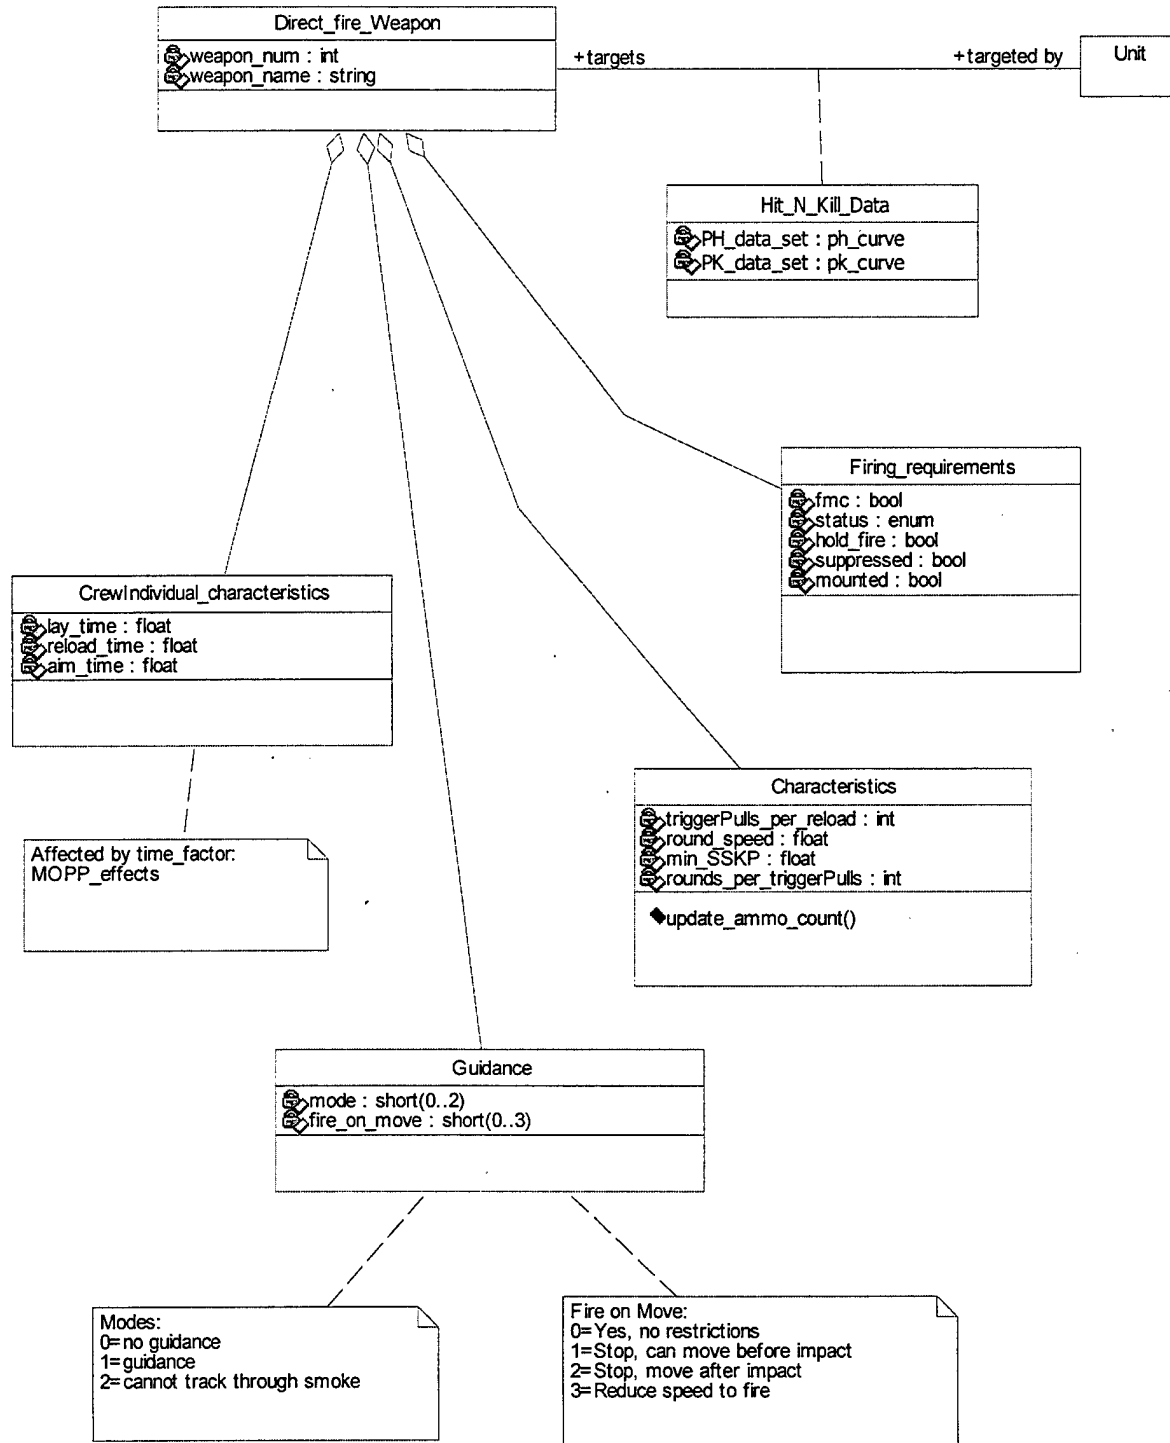 Direct_fire_Weapon
weapon_num : int
weapon_name : string
+targets
+targeted by
Unit
Hit_N_Kill_Data
PH_data_set : ph_curve
PK_data_set : pk_curve
Firing_requirements
fmc : bool
status : enum
hold_fire : bool
suppressed : bool
mounted : bool
CrewIndividual_characteristics
lay_time : float
reload_time : float
aim_time : float
Affected by time_factor:
MOPP_effects
Characteristics
triggerPulls_per_reload : int
round_speed : float
min_SSKP : float
rounds_per_triggerPulls : int
update_ammo_count()
Guidance
mode : short(0..2)
fire_on_move : short(0..3)
Modes:
0=no guidance
1=guidance
2=cannot track through smoke
Fire on Move:
0=Yes, no restrictions
1=Stop, can move before impact
2=Stop, move after impact
3=Reduce speed to fire